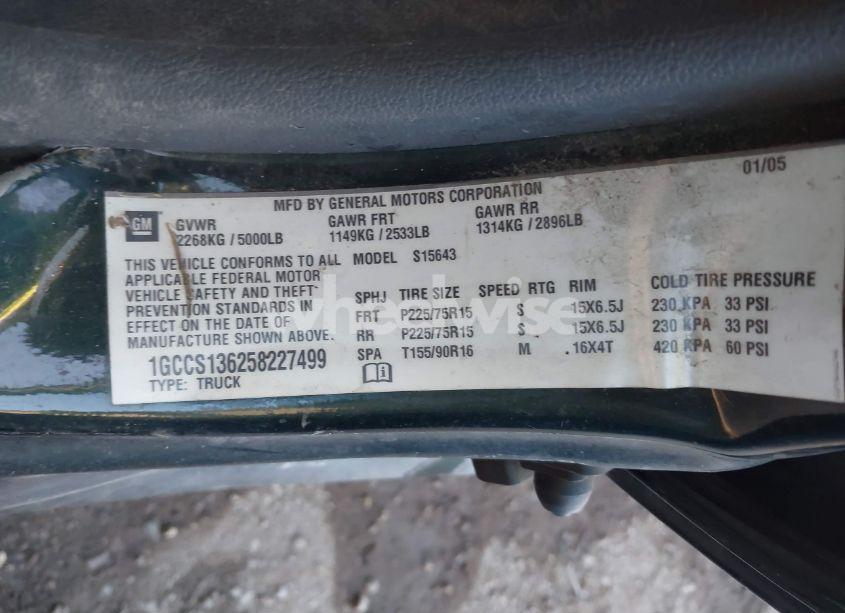 01/05
MFD BY GENERAL MOTORS CORPORATION
GM
GVWR GAWR FRT GAWR RR
2268KG / 5000LB 1149KG / 2533LB 1314KG / 2896LB
THIS VEHICLE CONFORMS TO ALL
APPLICABLE FEDERAL MOTOR
VEHICLE SAFETY AND THEFT
PREVENTION STANDARDS IN
EFFECT ON THE DATE OF
MANUFACTURE SHOWN ABOVE.
1GCCS136258227499
TYPE: TRUCK
MODEL S15643
SPHJ TIRE SIZE SPEED RTG RIM COLD TIRE PRESSURE
FRT P225/75R15 S 15X6.5J 230 KPA 33 PSI
RR P225/75R15 S 15X6.5J 230 KPA 33 PSI
SPA T155/90R16 M .16X4T 420 KPA 60 PSI
wheelwise